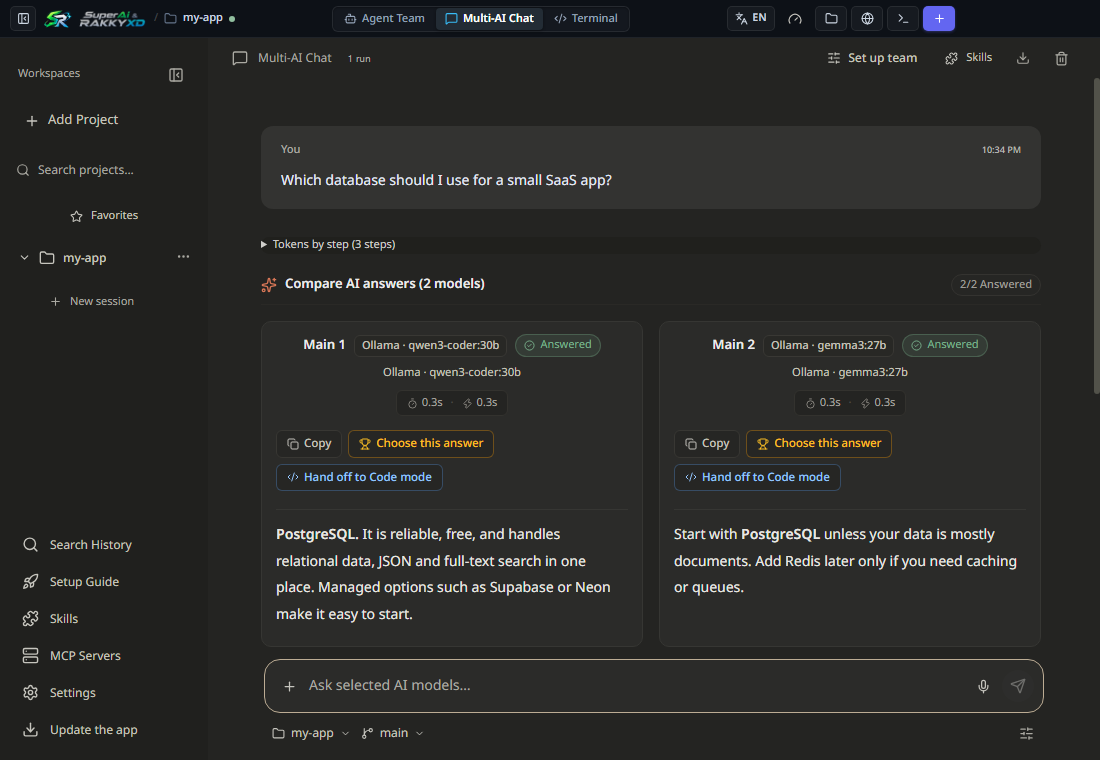 SuperAi & RAKKYXD / my-app
Agent Team
Multi-AI Chat
Terminal
EN
Workspaces
Multi-AI Chat 1 run
Set up team
Skills
Add Project
Search projects...
Favorites
my-app
New session
You
10:34 PM
Which database should I use for a small SaaS app?
Tokens by step (3 steps)
Compare AI answers (2 models)
2/2 Answered
Main 1 Ollama · qwen3-coder:30b Answered
Ollama · qwen3-coder:30b
0.3s · 0.3s
Copy Choose this answer
Hand off to Code mode
PostgreSQL. It is reliable, free, and handles
relational data, JSON and full-text search in one
place. Managed options such as Supabase or Neon
make it easy to start.
Main 2 Ollama · gemma3:27b Answered
Ollama · gemma3:27b
0.3s · 0.3s
Copy Choose this answer
Hand off to Code mode
Start with PostgreSQL unless your data is mostly
documents. Add Redis later only if you need caching
or queues.
Search History
Setup Guide
Skills
MCP Servers
Settings
Update the app
Ask selected AI models...
my-app main